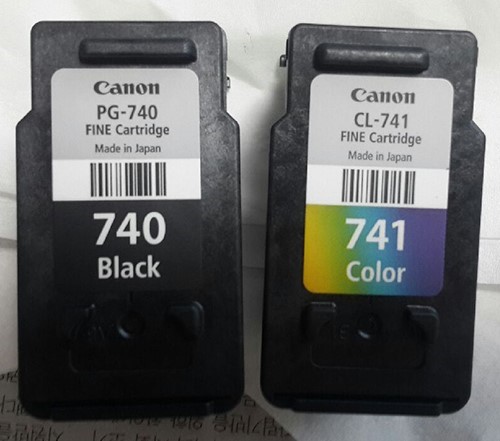 Canon
PG-740
FINE Cartridge
Made in Japan
740
Black
Canon
CL-741
FINE Cartridge
Made in Japan
741
Color